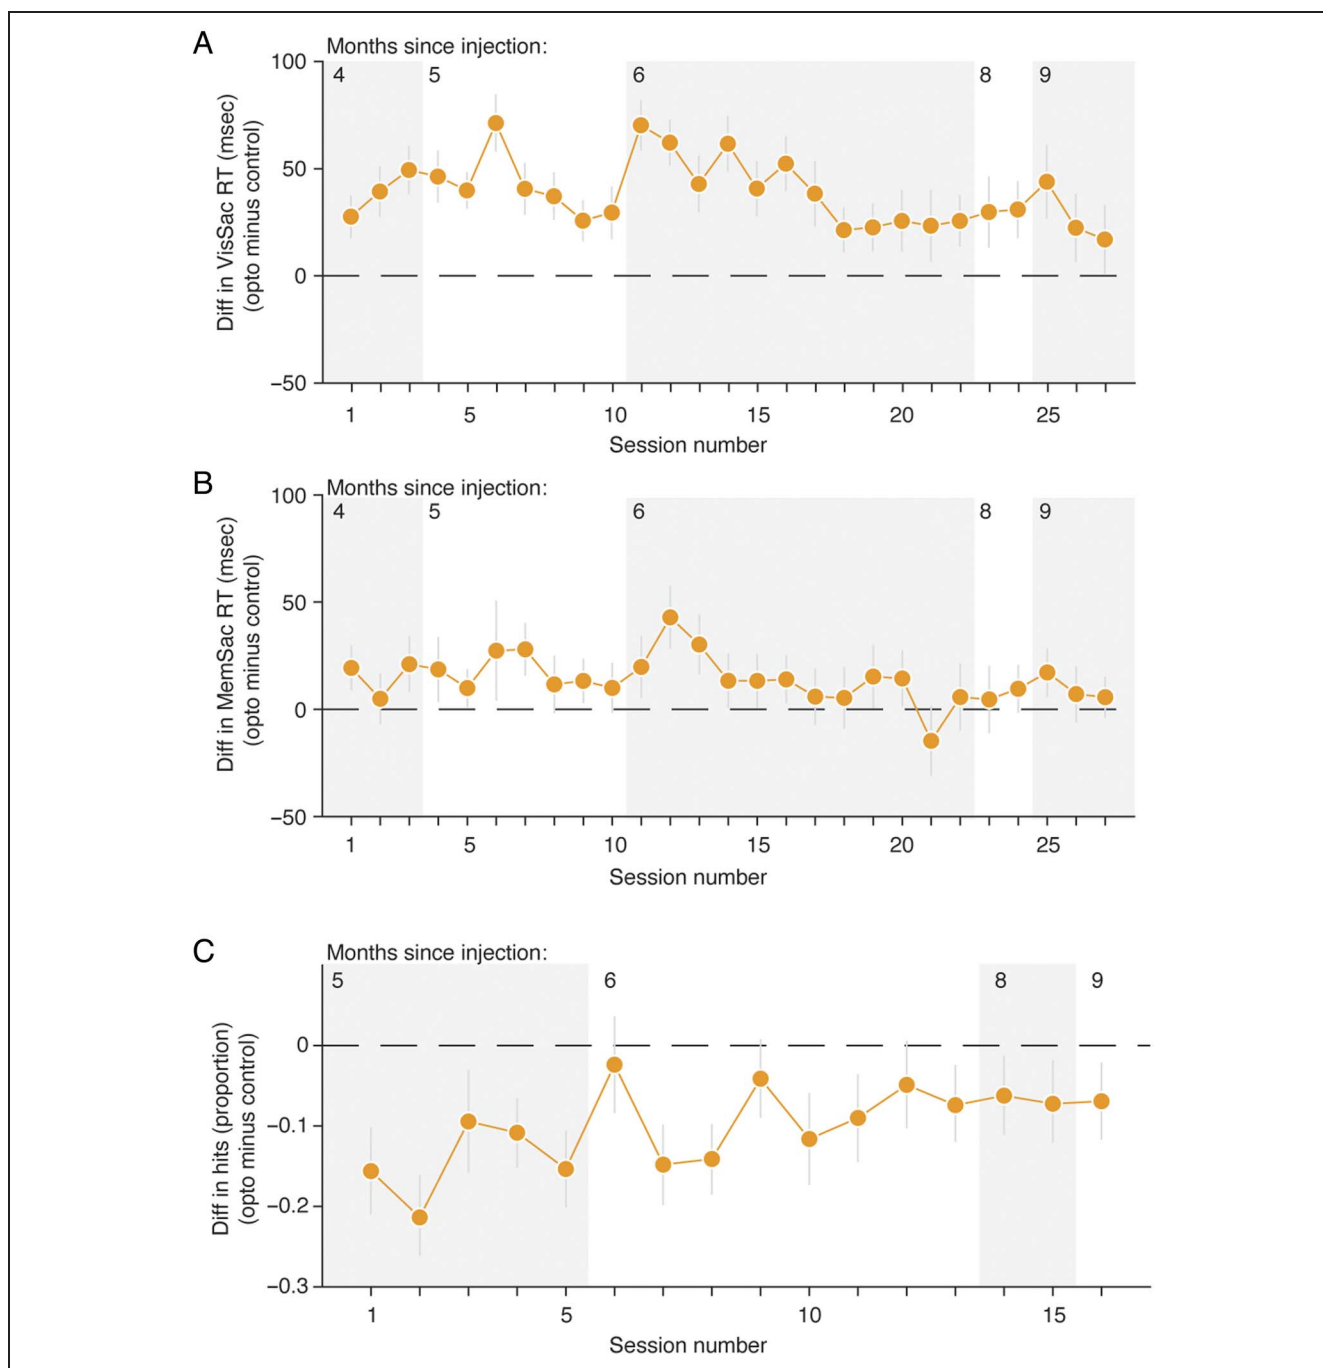 A
Months since injection:
100
4
5
6
8
9
50
0
−50
Diff in VisSac RT (msec)
(opto minus control)
1
5
10
15
20
25
Session number
B
Months since injection:
100
4
5
6
8
9
50
0
−50
Diff in MemSac RT (msec)
(opto minus control)
1
5
10
15
20
25
Session number
C
Months since injection:
5
6
8
9
0
−0.1
−0.2
−0.3
Diff in hits (proportion)
(opto minus control)
1
5
10
15
Session number